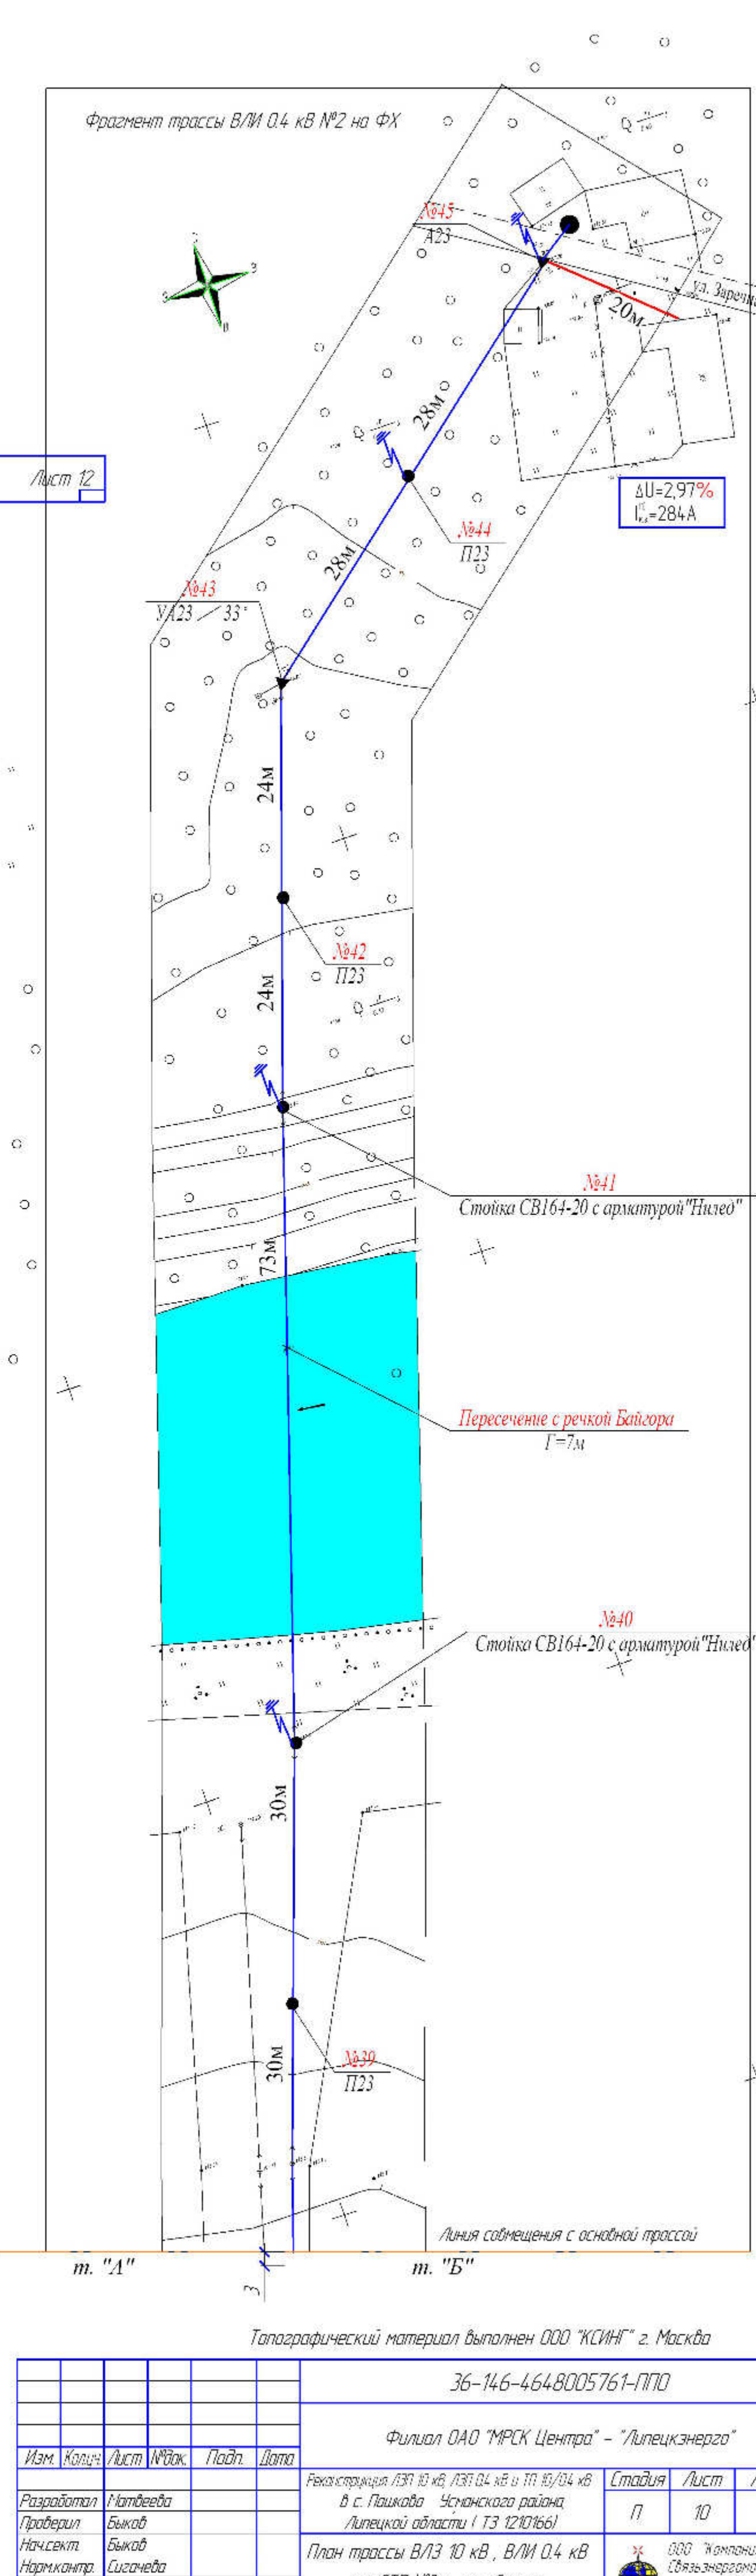 Фрагмент трассы ВЛИ 0.4 кВ №2 на ФХ
№45
А23
20м
28м
Лист 12
ΔU=2,97%
=284А
№44
П23
28м
№43
УА23 33°
24м
№42
П23
24м
№41
Стойка СВ164-20 с арматурой "Нилед"
73м
Пересечение с речкой Байгора
Г=7м
№40
Стойка СВ164-20 с арматурой "Нилед"
30м
№39
П23
30м
Линия совмещения с основной трассой
т. "А"
т. "Б"
3
Топографический материал выполнен ООО "КСИНГ" г. Москва
36-146-4648005761-ППО
Филиал ОАО "МРСК Центра" - "Липецкэнерго"
Изм. Колич Лист №док. Подп. Дата
Реконструкция ЛЭП 10 кВ, ЛЭП 0.4 кВ и ТП 10/0.4 кВ
в с. Пашково Усманского района,
Липецкой области ( ТЗ 1210166)
Стадия Лист
П 10
Разработал Матвеева
Проверил Быков
Нач.сект. Быков
Норм.контр. Сигачева
План трассы ВЛЗ 10 кВ , ВЛИ 0.4 кВ
ООО